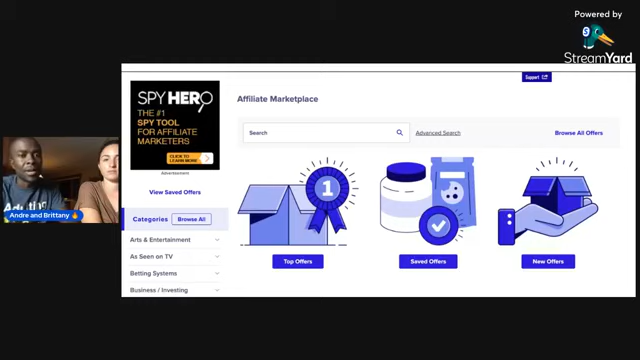 Powered by
StreamYard
Support
SPY HERO
THE #1
SPY TOOL
FOR AFFILIATE
MARKETERS
CLICK TO
LEARN MORE
Advertisement
View Saved Offers
Categories
Browse All
Arts & Entertainment
As Seen on TV
Betting Systems
Business / Investing
Affiliate Marketplace
Search
Advanced Search
Browse All Offers
1
Top Offers
Saved Offers
New Offers
Andre and Brittany